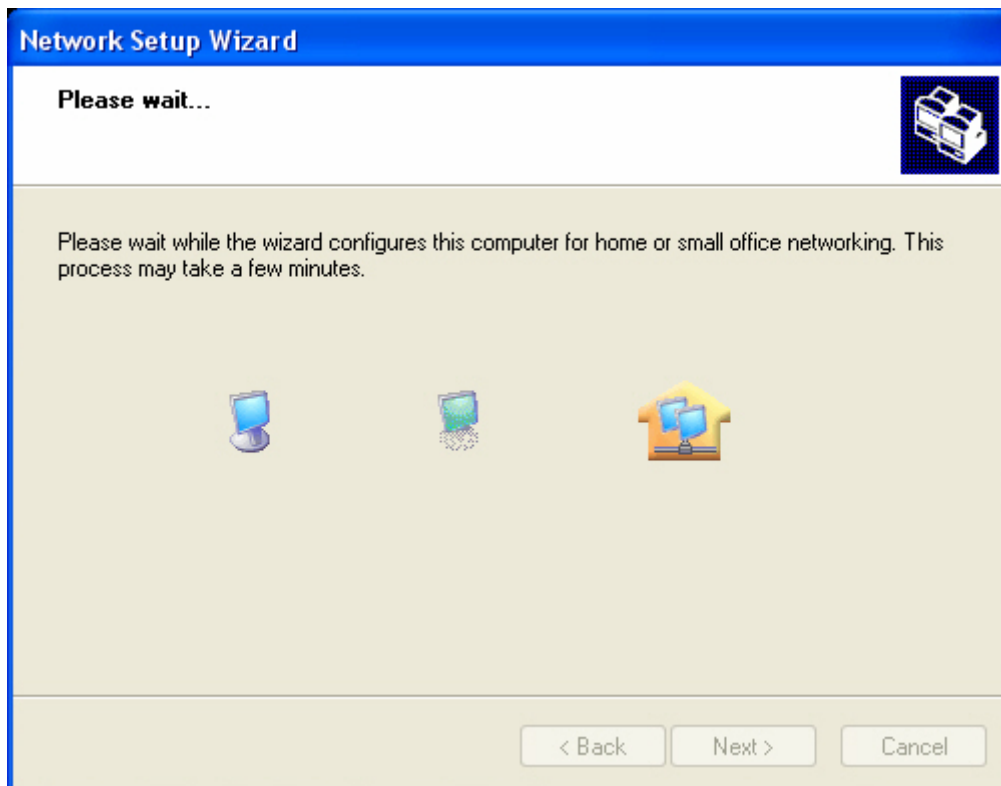 Network Setup Wizard
Please wait...
Please wait while the wizard configures this computer for home or small office networking. This
process may take a few minutes.
< Back Next > Cancel